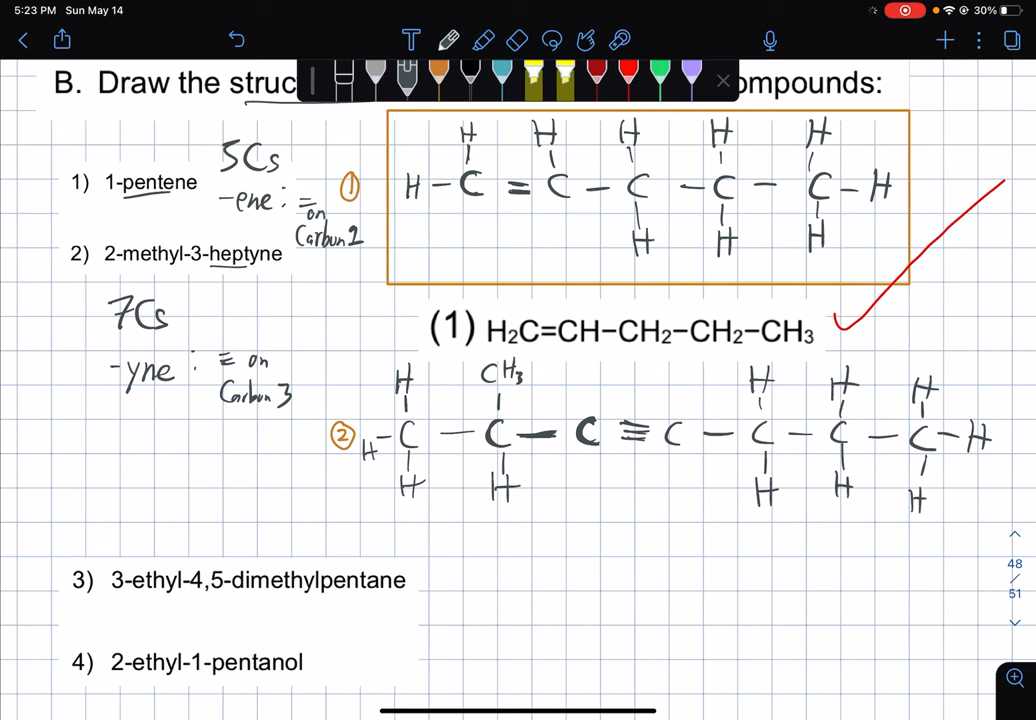 5:23 PM Sun May 14
30%
B. Draw the struc ompounds:
1) 1-pentene
5Cs
-ene : = on Carbun 2
2) 2-methyl-3-heptyne
7Cs
-yne : ≡ on Carbun 3
①
H H H H H
H – C = C – C – C – C – H
H H H
(1) H₂C=CH–CH₂–CH₂–CH₃
②
H CH₃ H H H
H – C – C – C ≡ C – C – C – C – H
H H H H H
3) 3-ethyl-4,5-dimethylpentane
4) 2-ethyl-1-pentanol
48
/
51